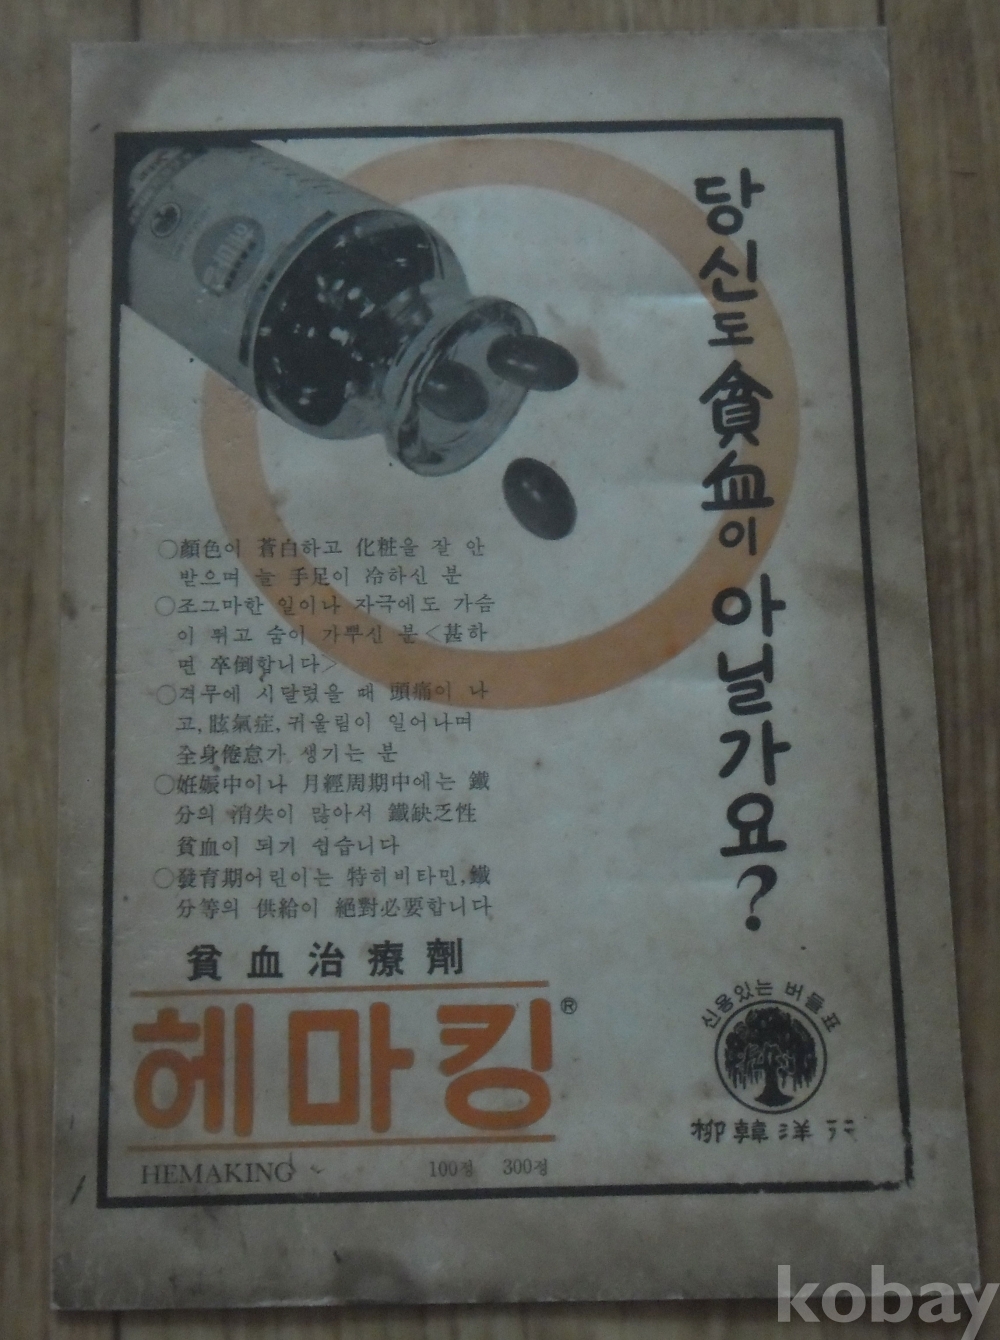 당신도 貧血이 아닐가요?
○顔色이 蒼白하고 化粧을 잘 안
받으며 늘 手足이 冷하신 분
○조그마한 일이나 자극에도 가슴
이 뛰고 숨이 가뿌신 분<甚하
면 卒倒합니다>
○격무에 시달렸을 때 頭痛이 나
고, 眩氣症, 귀울림이 일어나며
全身倦怠가 생기는 분
○姙娠中이나 月經周期中에는 鐵
分의 消失이 많아서 鐵缺乏性
貧血이 되기 쉽습니다
○發育期어린이는 特히비타민, 鐵
分等의 供給이 絕對必要합니다
貧血治療劑
헤마킹®
HEMAKING 100정 300정
신용있는 버들표
柳韓洋行
kobay